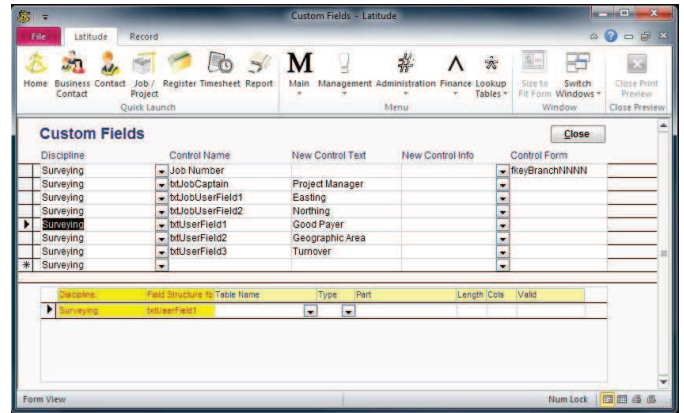 Custom Fields - Latitude
File Latitude Record
Home Business Contact Contact Job / Project Register Timesheet Report Main Management Administration Finance Lookup Tables Size to Fit Form Switch Windows Close Print Preview
Quick Launch Menu Window Close Preview
Custom Fields Close
Discipline Control Name New Control Text New Control Info Control Form
Surveying Job Number fkeyBranchNNNN
Surveying txtJobCaptain Project Manager
Surveying txtJobUserField1 Easting
Surveying txtJobUserField2 Northing
Surveying txtUserField1 Good Payer
Surveying txtUserField2 Geographic Area
Surveying txtUserField3 Turnover
Surveying
Discipline: Field Structure fo Table Name Type Part Length Cols Valid
Surveying txtUserField1
Form View Num Lock